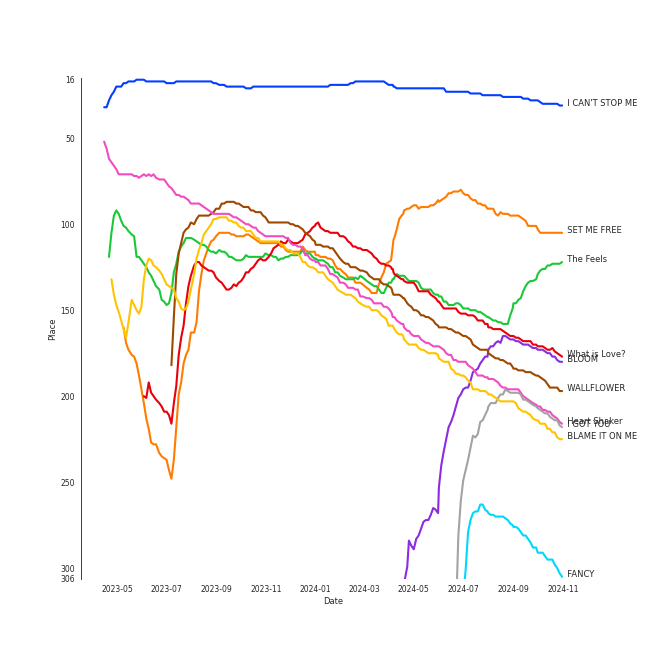 16
50
100
150
200
250
300
306
Place
2023-05
2023-07
2023-09
2023-11
2024-01
2024-03
2024-05
2024-07
2024-09
2024-11
Date
I CAN'T STOP ME
SET ME FREE
The Feels
What is Love?
BLOOM
WALLFLOWER
Heart Shaker
I GOT YOU
BLAME IT ON ME
FANCY